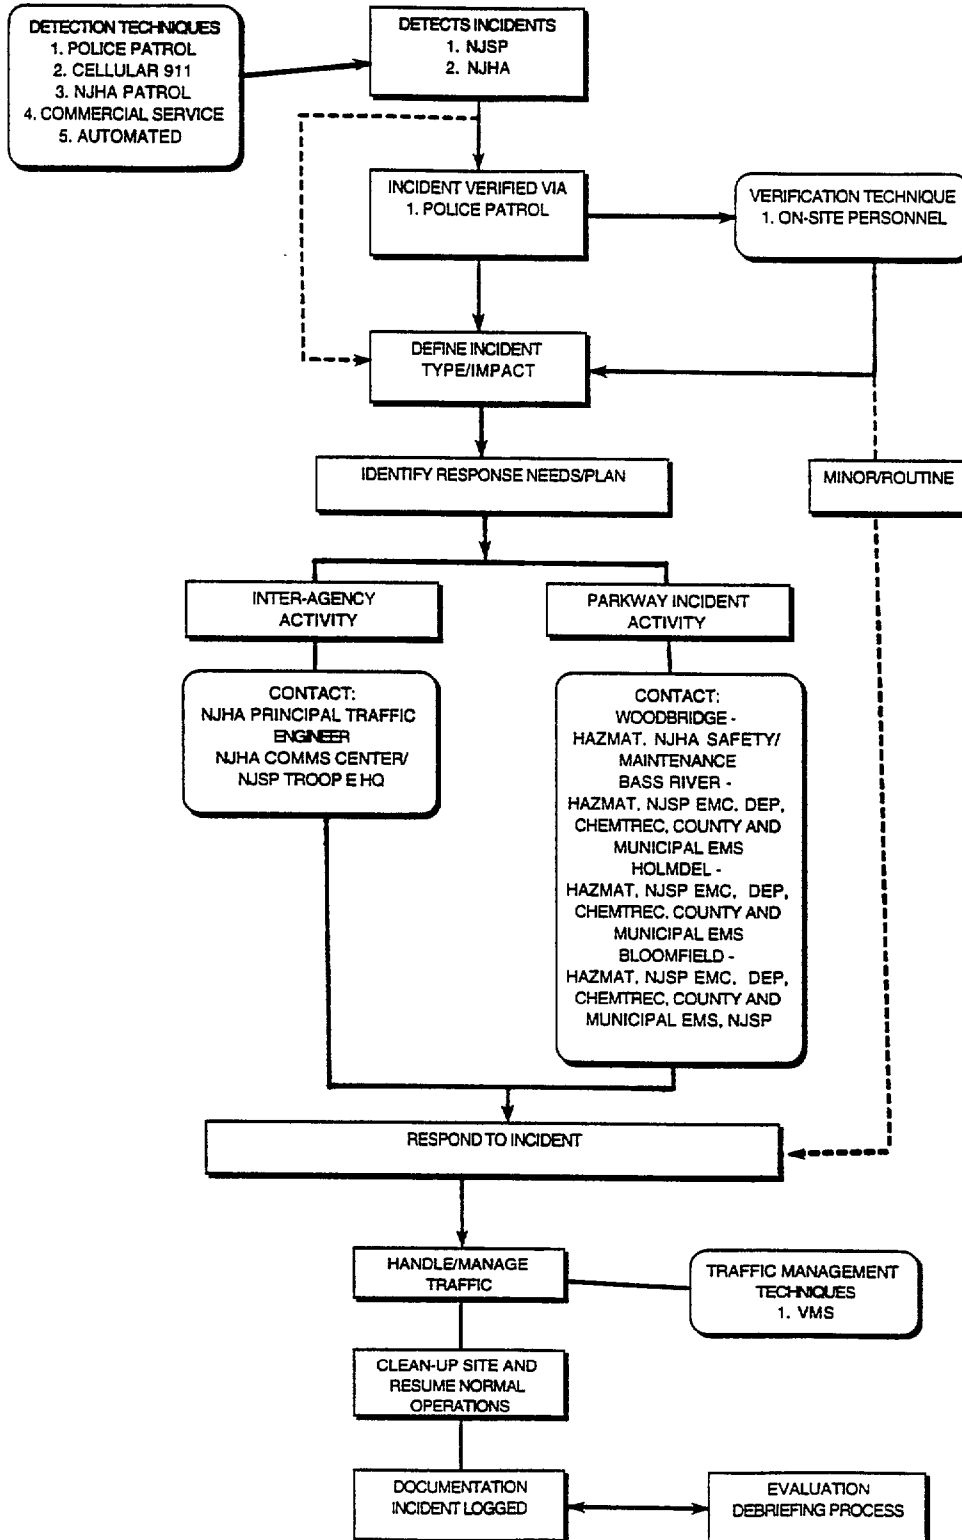 DETECTION TECHNIQUES
1. POLICE PATROL
2. CELLULAR 911
3. NJHA PATROL
4. COMMERCIAL SERVICE
5. AUTOMATED
DETECTS INCIDENTS
1. NJSP
2. NJHA
INCIDENT VERIFIED VIA
1. POLICE PATROL
VERIFICATION TECHNIQUE
1. ON-SITE PERSONNEL
DEFINE INCIDENT
TYPE/IMPACT
IDENTIFY RESPONSE NEEDS/PLAN
MINOR/ROUTINE
INTER-AGENCY
ACTIVITY
PARKWAY INCIDENT
ACTIVITY
CONTACT:
NJHA PRINCIPAL TRAFFIC
ENGINEER
NJHA COMMS CENTER/
NJSP TROOP E HQ
CONTACT:
WOODBRIDGE -
HAZMAT, NJHA SAFETY/
MAINTENANCE
BASS RIVER -
HAZMAT, NJSP EMC, DEP,
CHEMTREC, COUNTY AND
MUNICIPAL EMS
HOLMDEL -
HAZMAT, NJSP EMC, DEP,
CHEMTREC, COUNTY AND
MUNICIPAL EMS
BLOOMFIELD -
HAZMAT, NJSP EMC, DEP,
CHEMTREC, COUNTY AND
MUNICIPAL EMS, NJSP
RESPOND TO INCIDENT
HANDLE/MANAGE
TRAFFIC
TRAFFIC MANAGEMENT
TECHNIQUES
1. VMS
CLEAN-UP SITE AND
RESUME NORMAL
OPERATIONS
DOCUMENTATION
INCIDENT LOGGED
EVALUATION
DEBRIEFING PROCESS